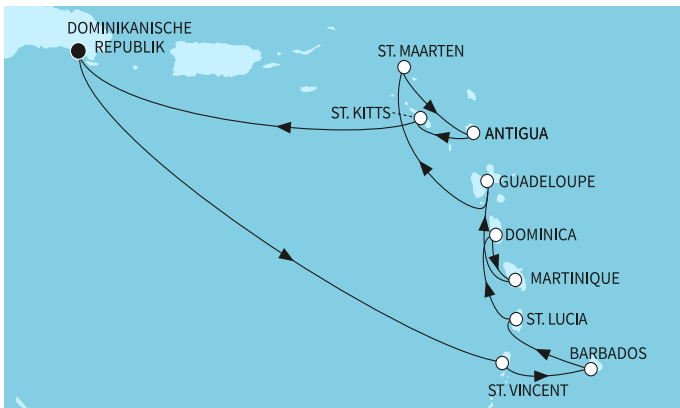 DOMINIKANISCHE
REPUBLIK
ST. MAARTEN
ST. KITTS
ANTIGUA
GUADELOUPE
DOMINICA
MARTINIQUE
ST. LUCIA
BARBADOS
ST. VINCENT